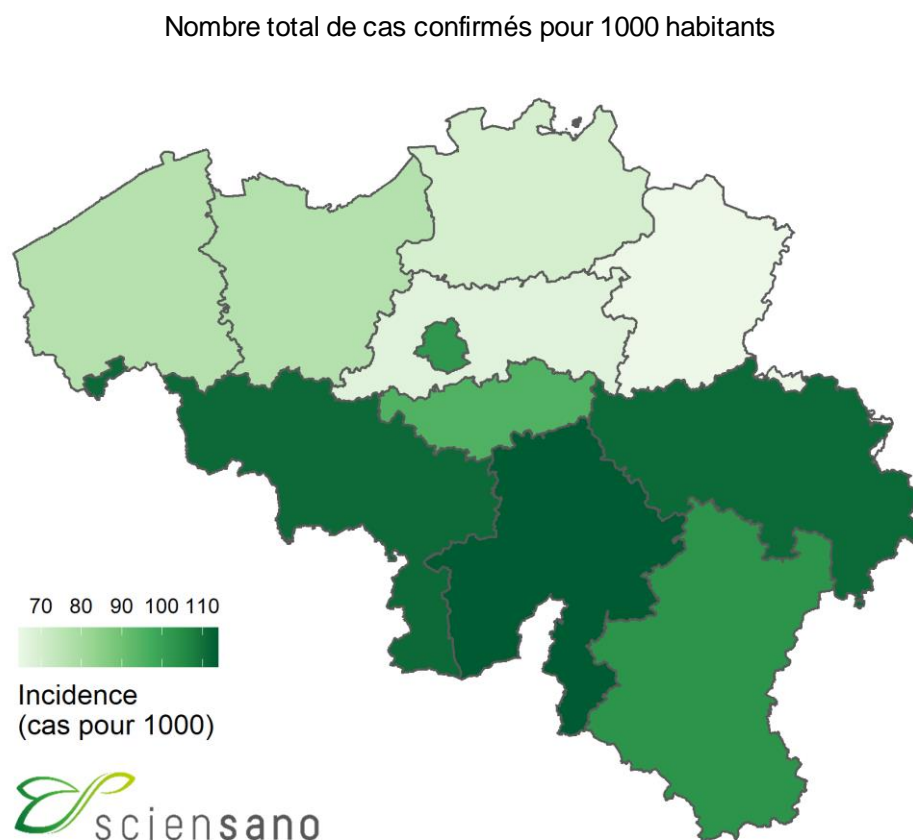 Nombre total de cas confirmés pour 1000 habitants
70 80 90 100 110
Incidence
(cas pour 1000)
sciensano